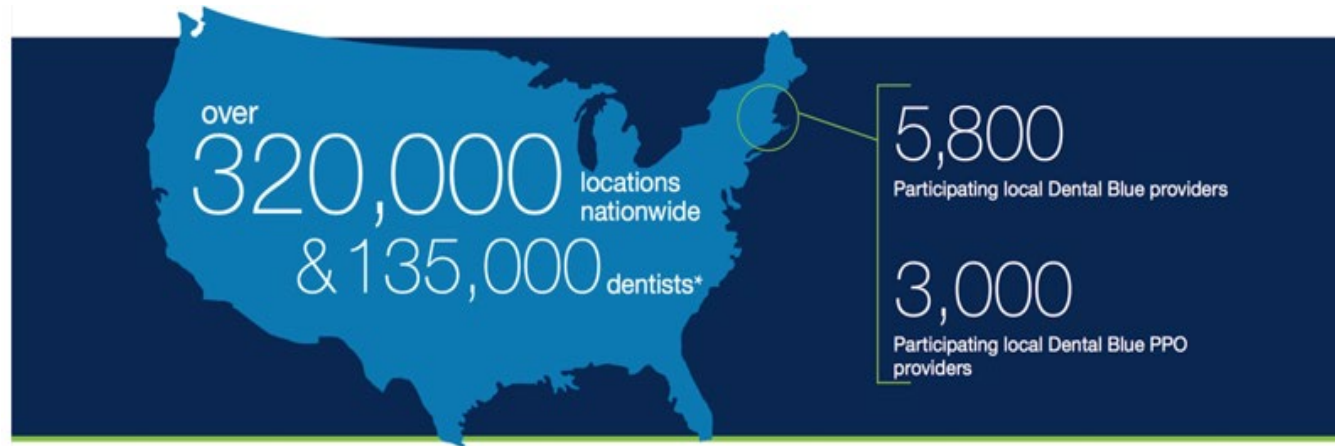 over
320,000
locations
nationwide
& 135,000 dentists*
5,800
Participating local Dental Blue providers
3,000
Participating local Dental Blue PPO
providers